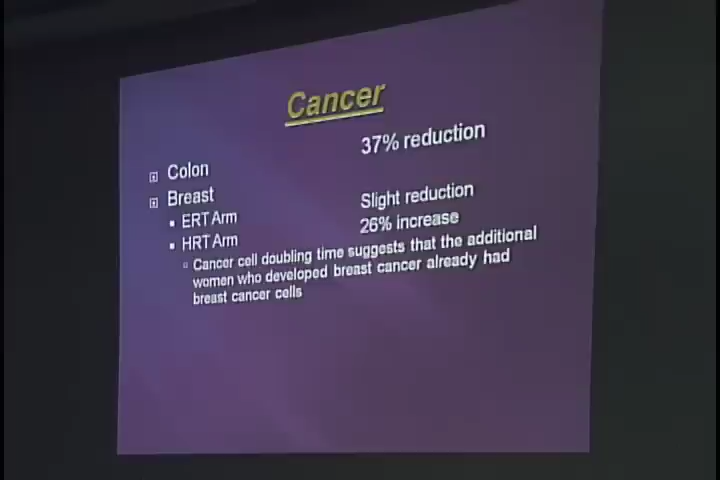 Cancer
Colon 37% reduction
Breast
ERT Arm Slight reduction
HRT Arm 26% increase
Cancer cell doubling time suggests that the additional
women who developed breast cancer already had
breast cancer cells